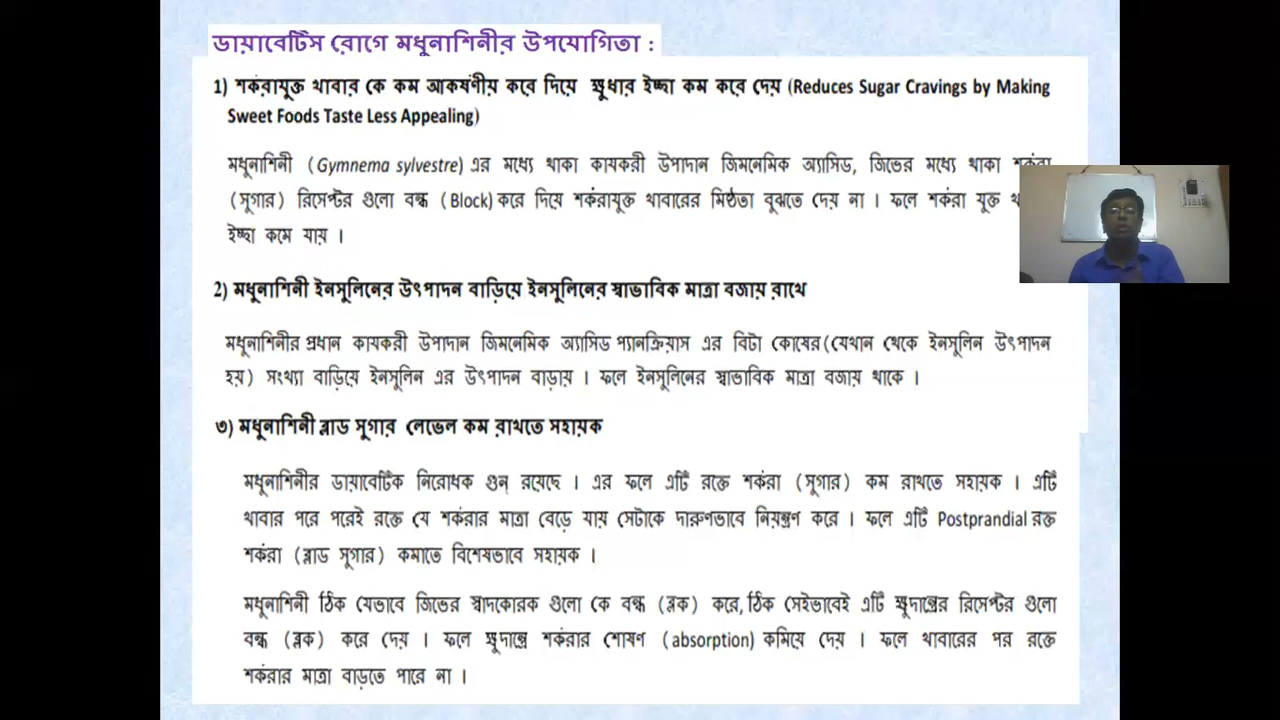 ডায়াবেটিস রোগে মধুনাশিনীর উপযোগিতা :
1) শর্করাযুক্ত খাবার কে কম আকর্ষণীয় করে দিয়ে ক্ষুধার ইচ্ছা কম করে দেয় (Reduces Sugar Cravings by Making
Sweet Foods Taste Less Appealing)
মধুনাশিনী (Gymnema sylvestre) এর মধ্যে থাকা কার্যকরী উপাদান জিমনেমিক অ্যাসিড, জিভের মধ্যে থাকা শর্করা
(সুগার) রিসেপ্টর গুলো বন্ধ (Block) করে দিয়ে শর্করাযুক্ত খাবারের মিষ্ঠতা বুঝতে দেয় না । ফলে শর্করা যুক্ত
ইচ্ছা কমে যায় ।
2) মধুনাশিনী ইনসুলিনের উৎপাদন বাড়িয়ে ইনসুলিনের স্বাভাবিক মাত্রা বজায় রাখে
মধুনাশিনীর প্রধান কার্যকরী উপাদান জিমনেমিক অ্যাসিড প্যানক্রিয়াস এর বিটা কোষের (যেখান থেকে ইনসুলিন উৎপাদন
হয়) সংখ্যা বাড়িয়ে ইনসুলিন এর উৎপাদন বাড়ায় । ফলে ইনসুলিনের স্বাভাবিক মাত্রা বজায় থাকে ।
৩) মধুনাশিনী ব্লাড সুগার লেভেল কম রাখতে সহায়ক
মধুনাশিনীর ডায়াবেটিক নিরোধক গুন্ রয়েছে । এর ফলে এটি রক্তে শর্করা (সুগার) কম রাখতে সহায়ক । এটি
থাবার পরে পরেই রক্তে যে শর্করার মাত্রা বেড়ে যায় সেটাকে দারুণভাবে নিয়ন্ত্রণ করে । ফলে এটি Postprandial রক্ত
শর্করা (ব্লাড সুগার) কমাতে বিশেষভাবে সহায়ক ।
মধুনাশিনী ঠিক যেভাবে জিভের স্বাদকোরক গুলো কে বন্ধ (ব্লক) করে, ঠিক সেইভাবেই এটি ক্ষুদান্ত্রের রিসেপ্টর গুলো
বন্ধ (ব্লক) করে দেয় । ফলে ক্ষুদান্ত্রে শর্করার শোষণ (absorption) কমিয়ে দেয় । ফলে থাবারের পর রক্তে
শর্করার মাত্রা বাড়তে পারে না ।